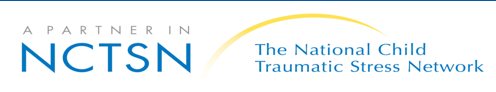 A PARTNER IN
NCTSN
The National Child
Traumatic Stress Network